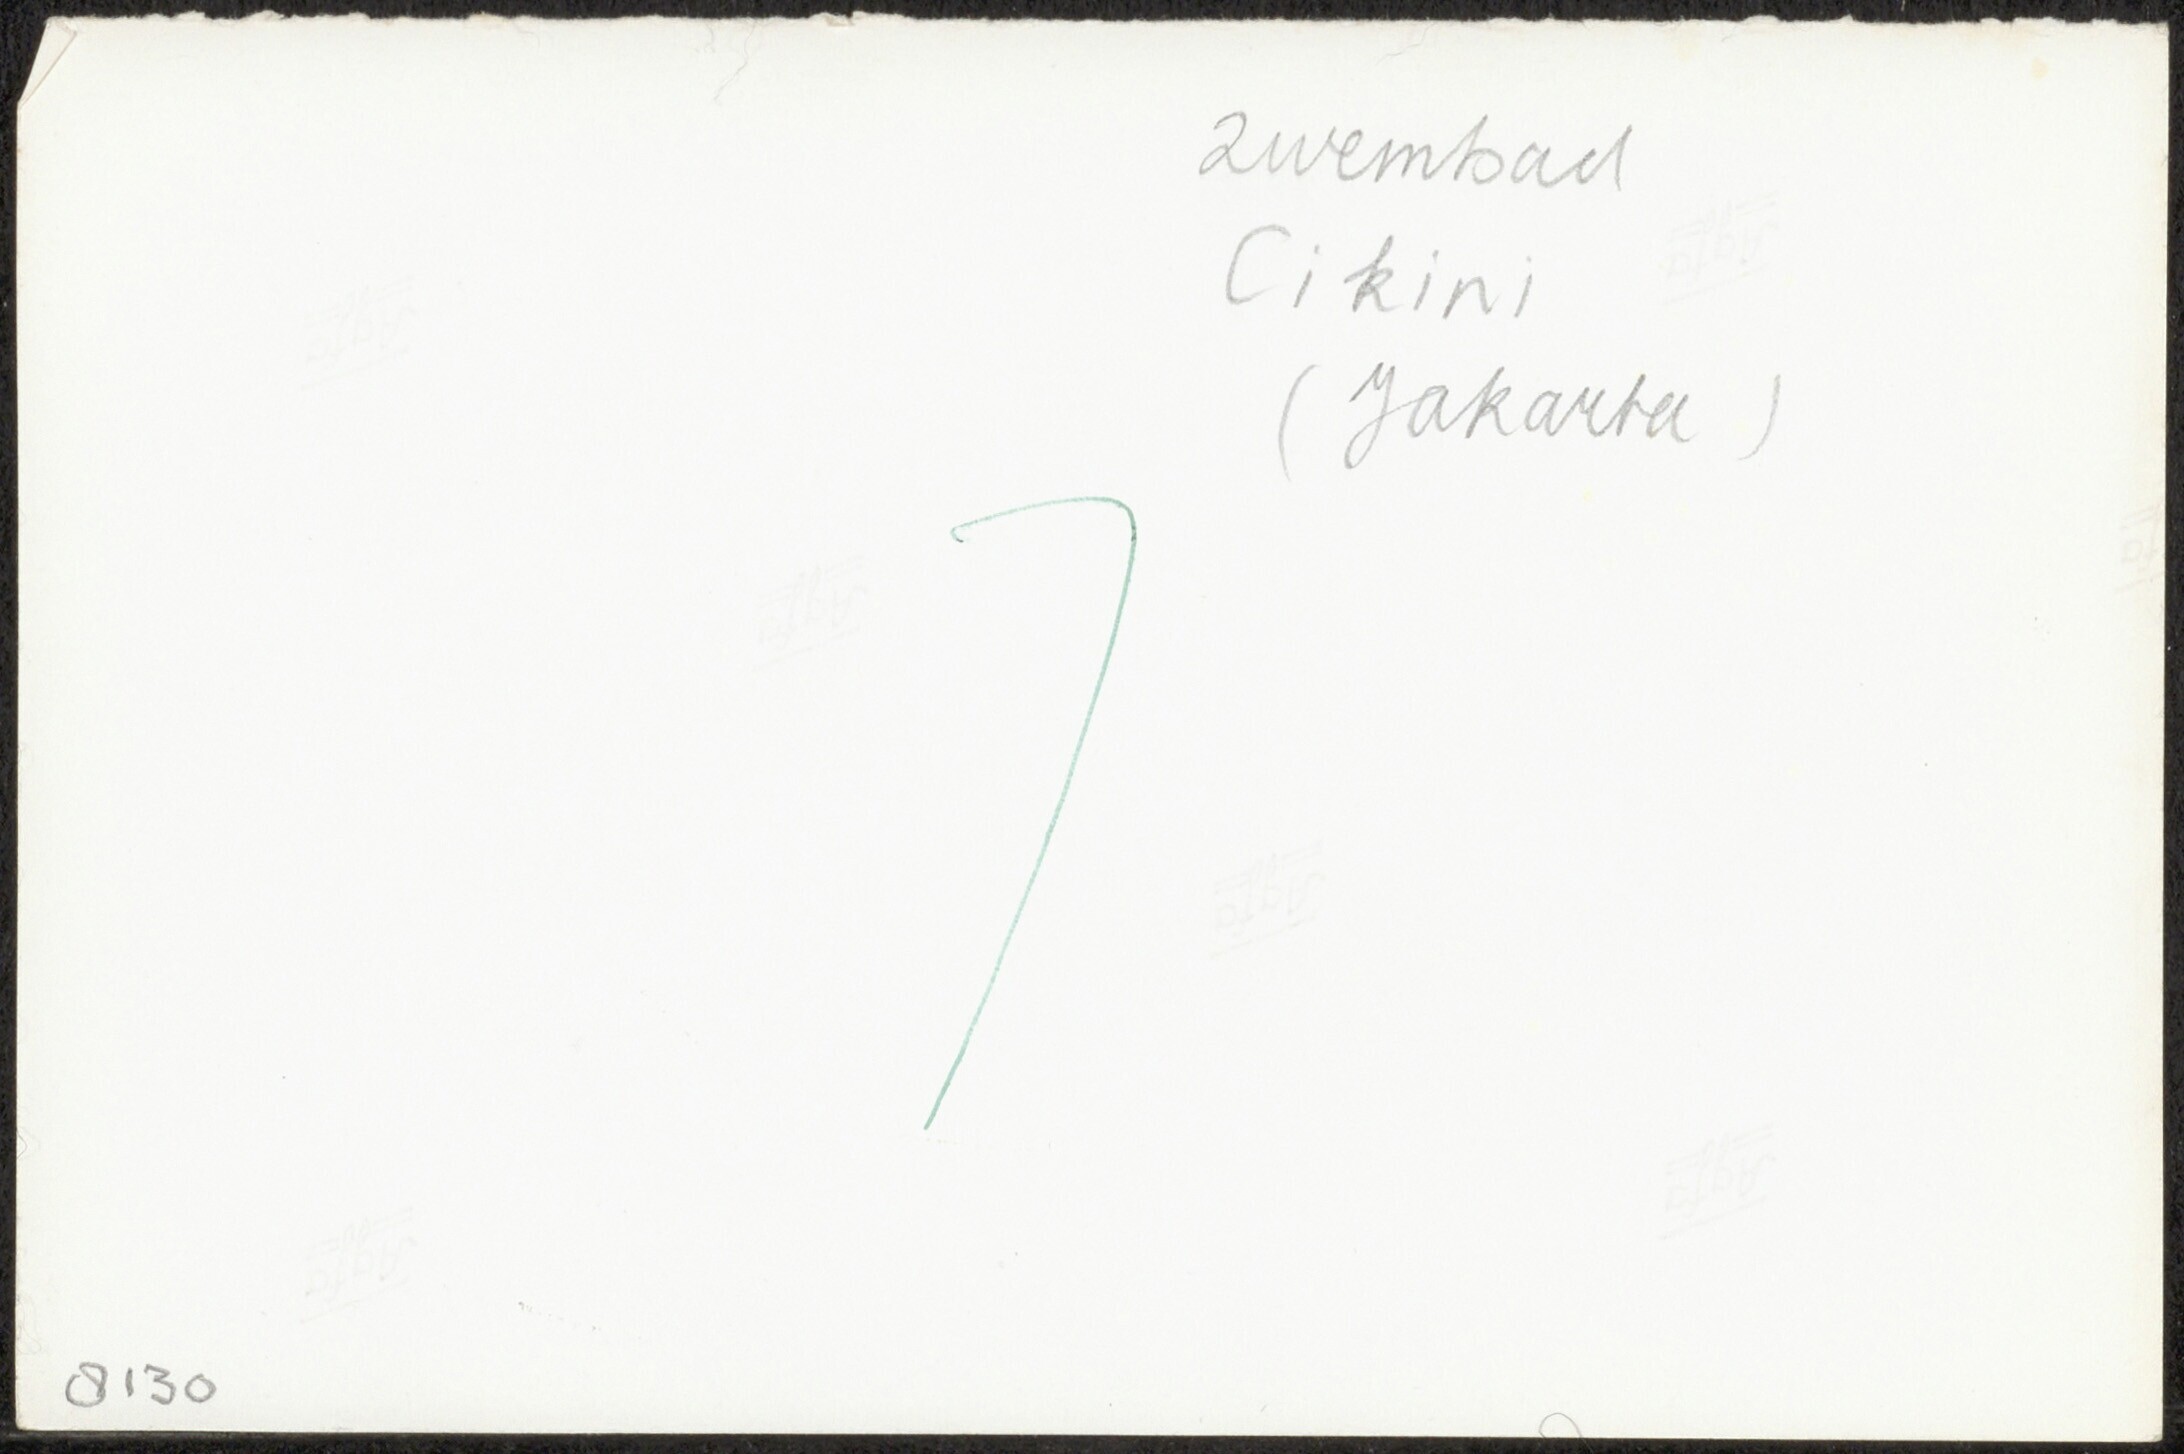 zwembad
Cikini
(Jakarta)
7
8130